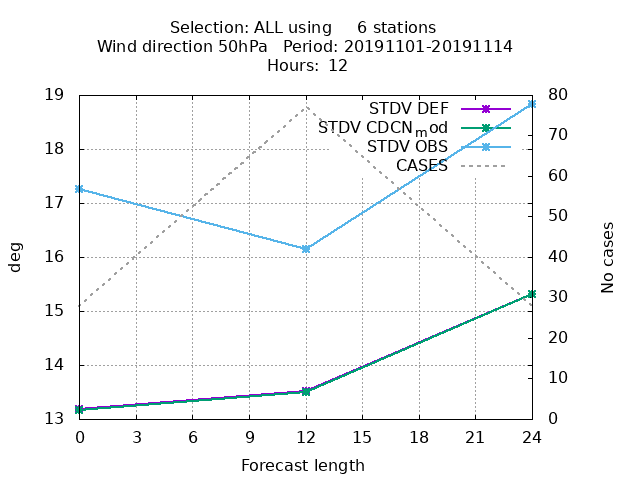 Selection: ALL using     6 stations
Wind direction 50hPa   Period: 20191101-20191114
Hours:  12
STDV DEF
STDV CDCN_mod
STDV OBS
CASES
deg
19
18
17
16
15
14
13
No cases
80
70
60
50
40
30
20
10
0
0 3 6 9 12 15 18 21 24
Forecast length